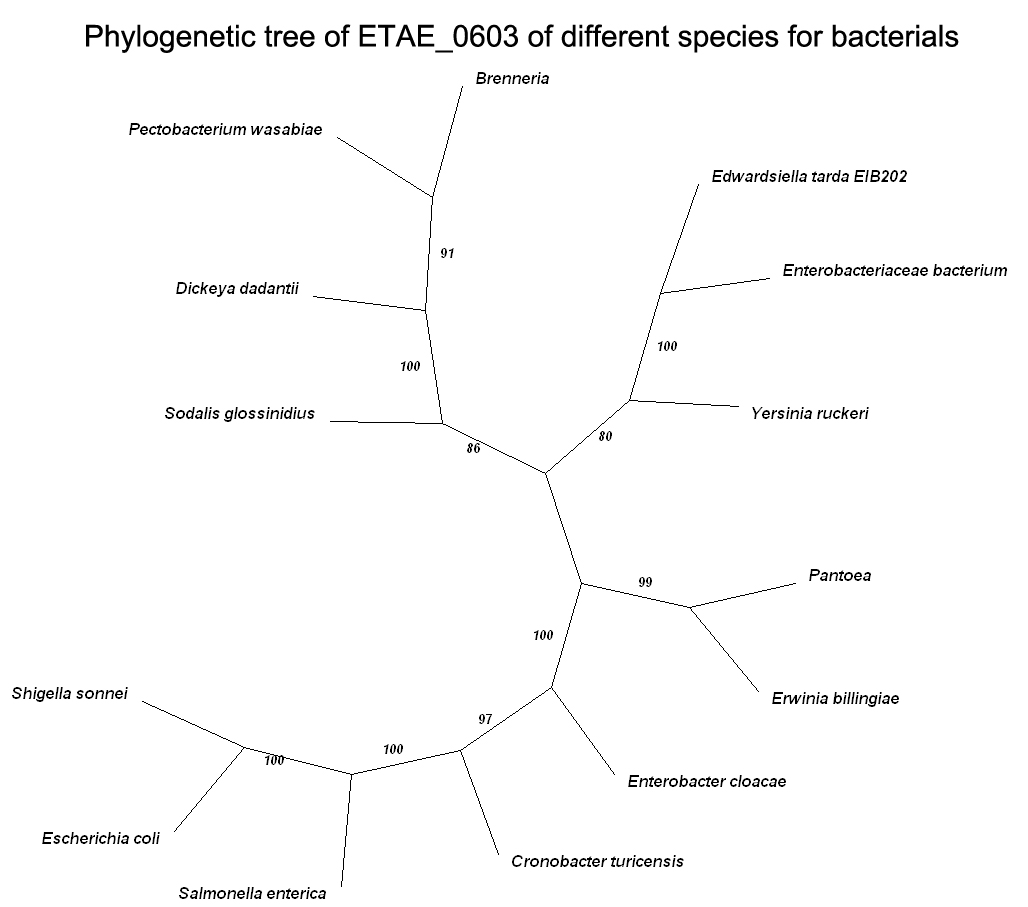 Phylogenetic tree of ETAE_0603 of different species for bacterials
Brenneria
Pectobacterium wasabiae
Edwardsiella tarda EIB202
91
Enterobacteriaceae bacterium
Dickeya dadantii
100
100
Sodalis glossinidius
Yersinia ruckeri
86
80
Pantoea
99
100
Shigella sonnei
Erwinia billingiae
97
100
100
Enterobacter cloacae
Escherichia coli
Cronobacter turicensis
Salmonella enterica